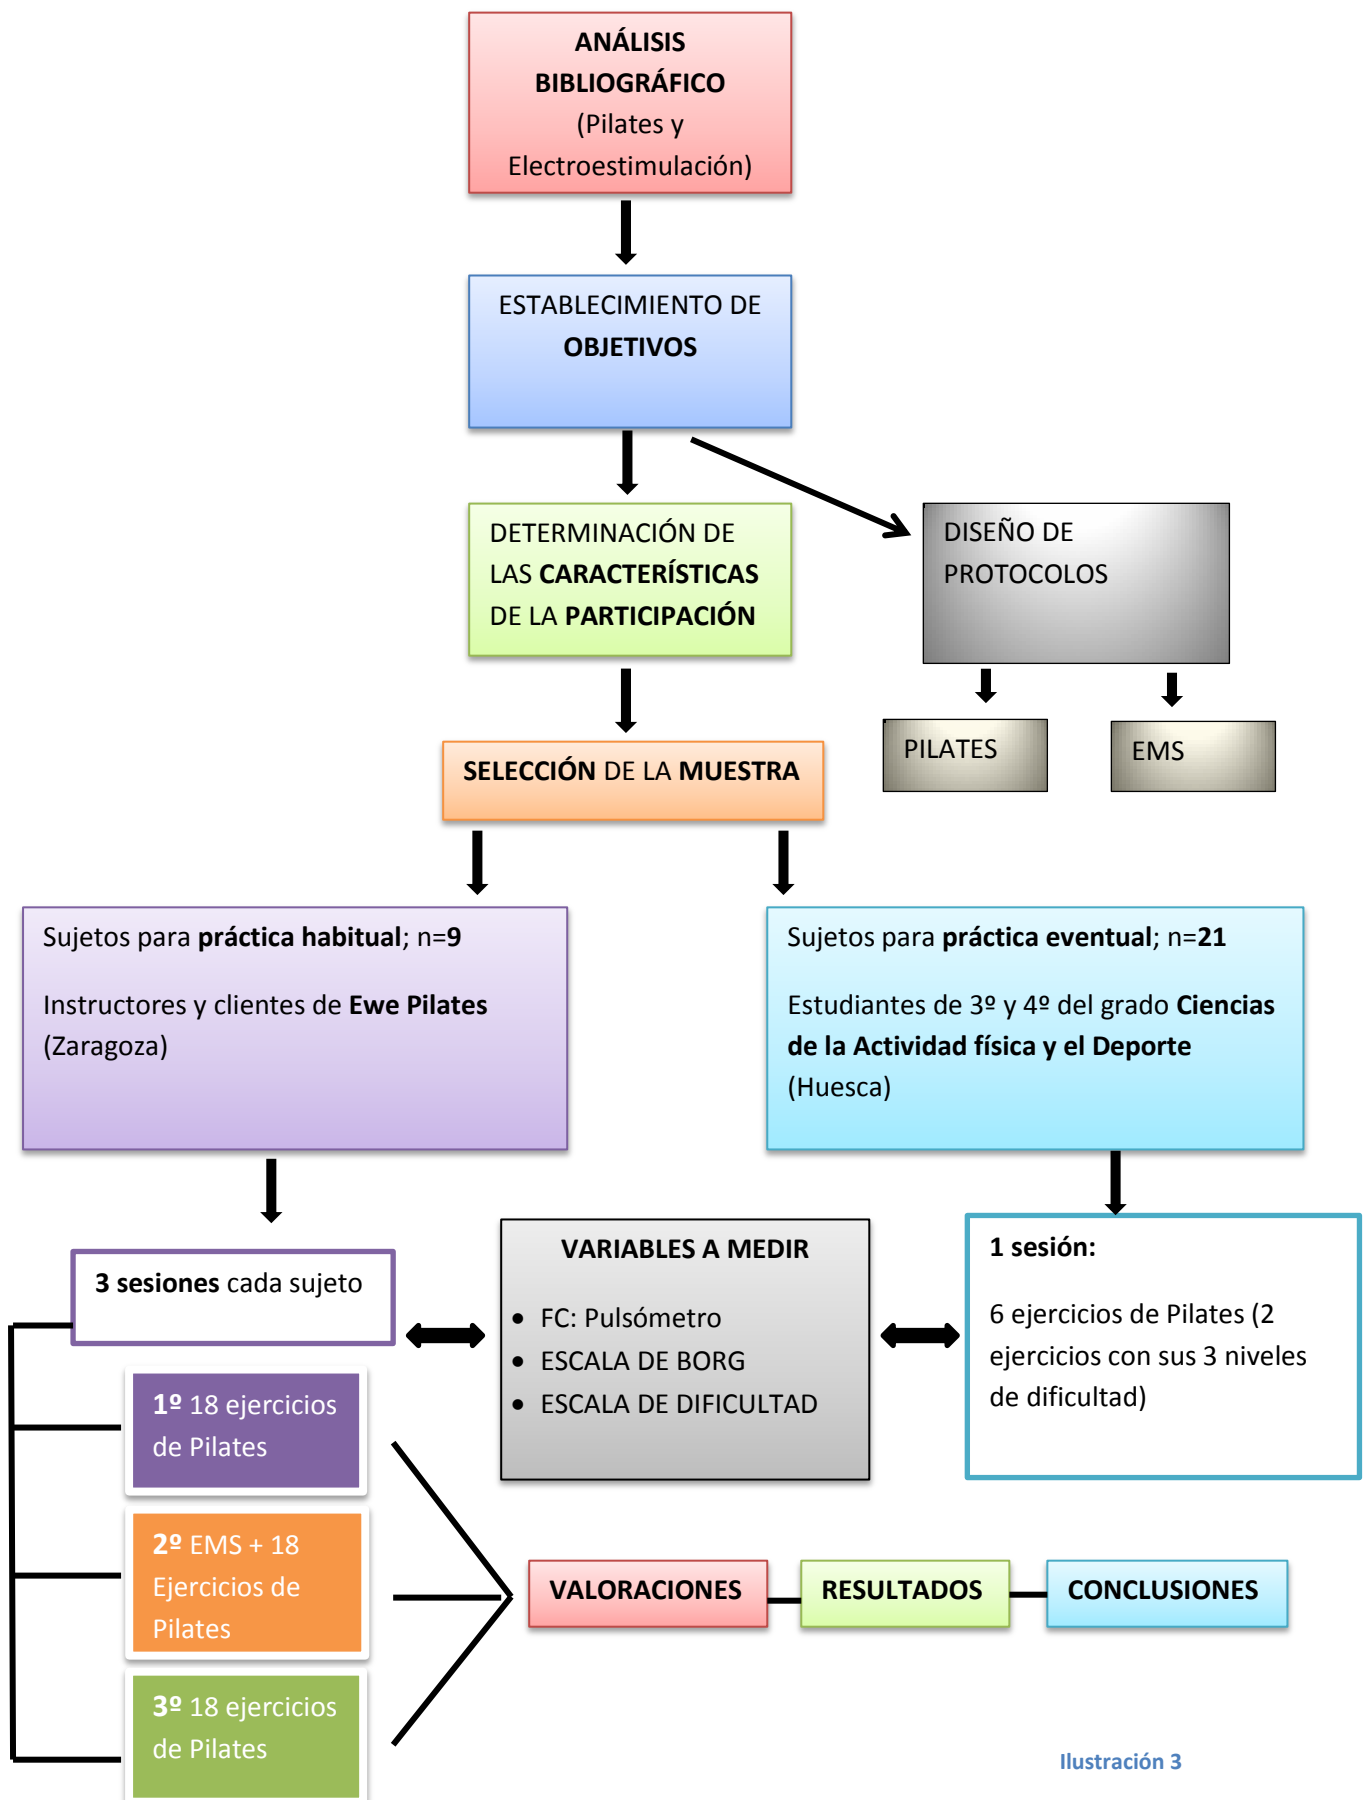 ANÁLISIS
BIBLIOGRÁFICO
(Pilates y
Electroestimulación)
ESTABLECIMIENTO DE
OBJETIVOS
DETERMINACIÓN DE
LAS CARACTERÍSTICAS
DE LA PARTICIPACIÓN
DISEÑO DE
PROTOCOLOS
PILATES
EMS
SELECCIÓN DE LA MUESTRA
Sujetos para práctica habitual; n=9
Instructores y clientes de Ewe Pilates
(Zaragoza)
Sujetos para práctica eventual; n=21
Estudiantes de 3º y 4º del grado Ciencias
de la Actividad física y el Deporte
(Huesca)
3 sesiones cada sujeto
VARIABLES A MEDIR
• FC: Pulsómetro
• ESCALA DE BORG
• ESCALA DE DIFICULTAD
1 sesión:
6 ejercicios de Pilates (2
ejercicios con sus 3 niveles
de dificultad)
1º 18 ejercicios
de Pilates
2º EMS + 18
Ejercicios de
Pilates
3º 18 ejercicios
de Pilates
VALORACIONES
RESULTADOS
CONCLUSIONES
Ilustración 3